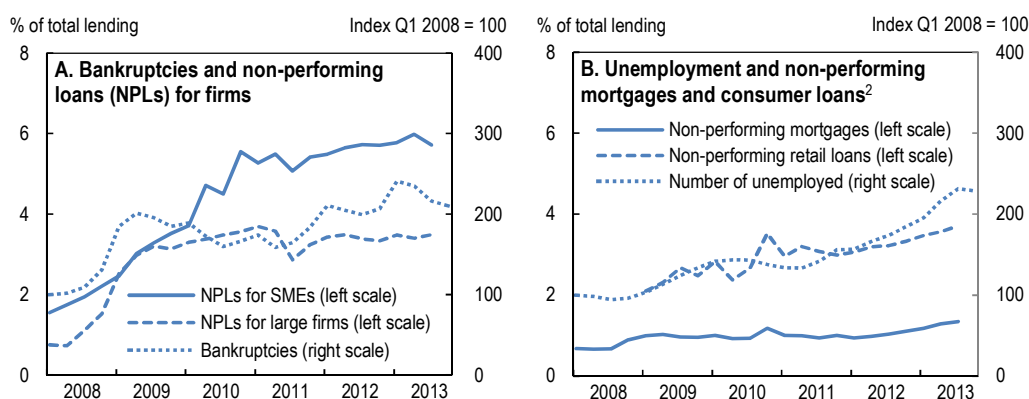 % of total lending
Index Q1 2008 = 100
A. Bankruptcies and non-performing
loans (NPLs) for firms
8
6
4
2
0
400
300
200
100
0
NPLs for SMEs (left scale)
NPLs for large firms (left scale)
Bankruptcies (right scale)
2008 2009 2010 2011 2012 2013
% of total lending
Index Q1 2008 = 100
B. Unemployment and non-performing
mortgages and consumer loans2
8
6
4
2
0
400
300
200
100
0
Non-performing mortgages (left scale)
Non-performing retail loans (left scale)
Number of unemployed (right scale)
2008 2009 2010 2011 2012 2013